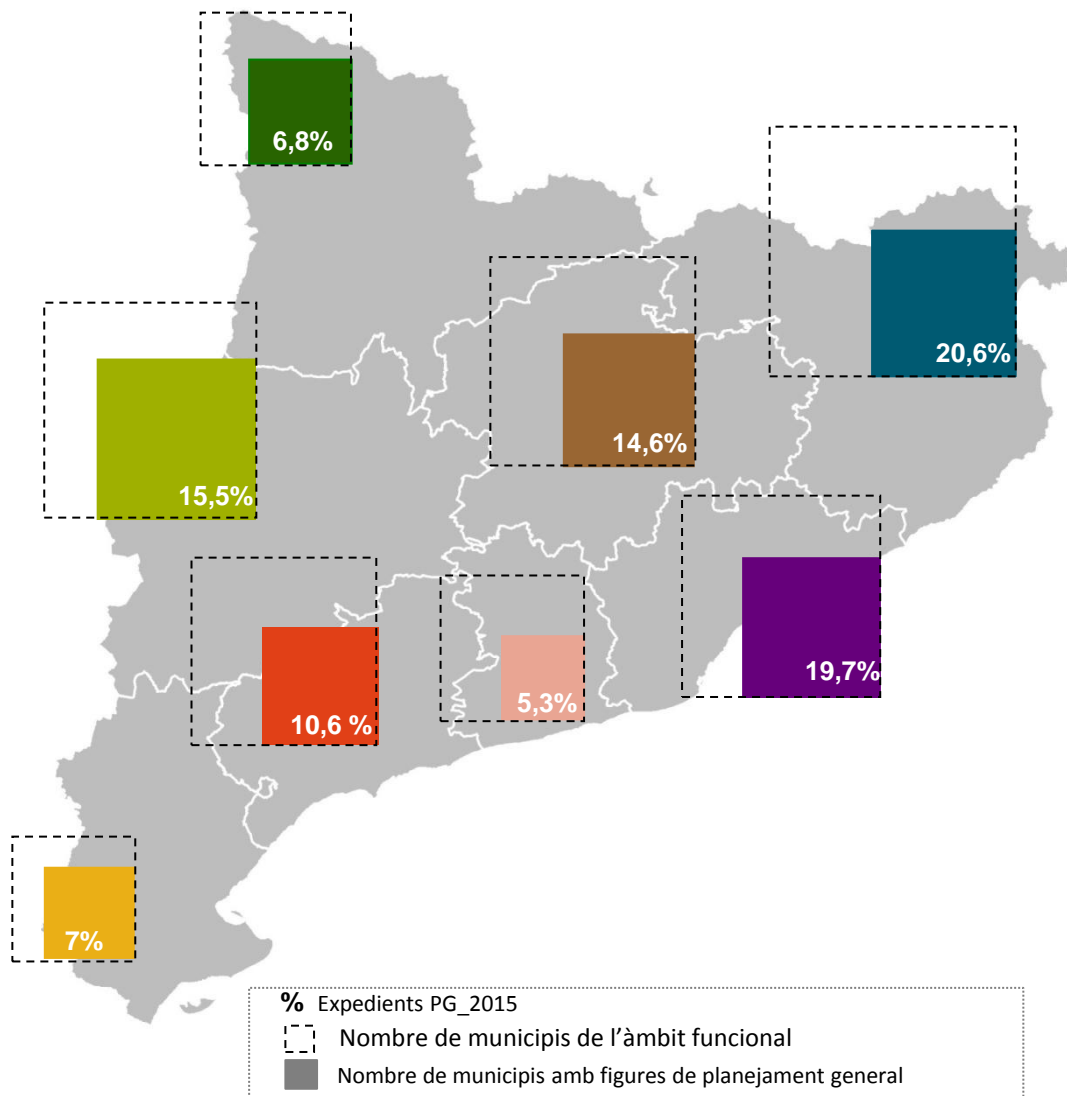 6,8%
20,6%
14,6%
15,5%
19,7%
10,6 %
5,3%
7%
% Expedients PG_2015
Nombre de municipis de l'àmbit funcional
Nombre de municipis amb figures de planejament general